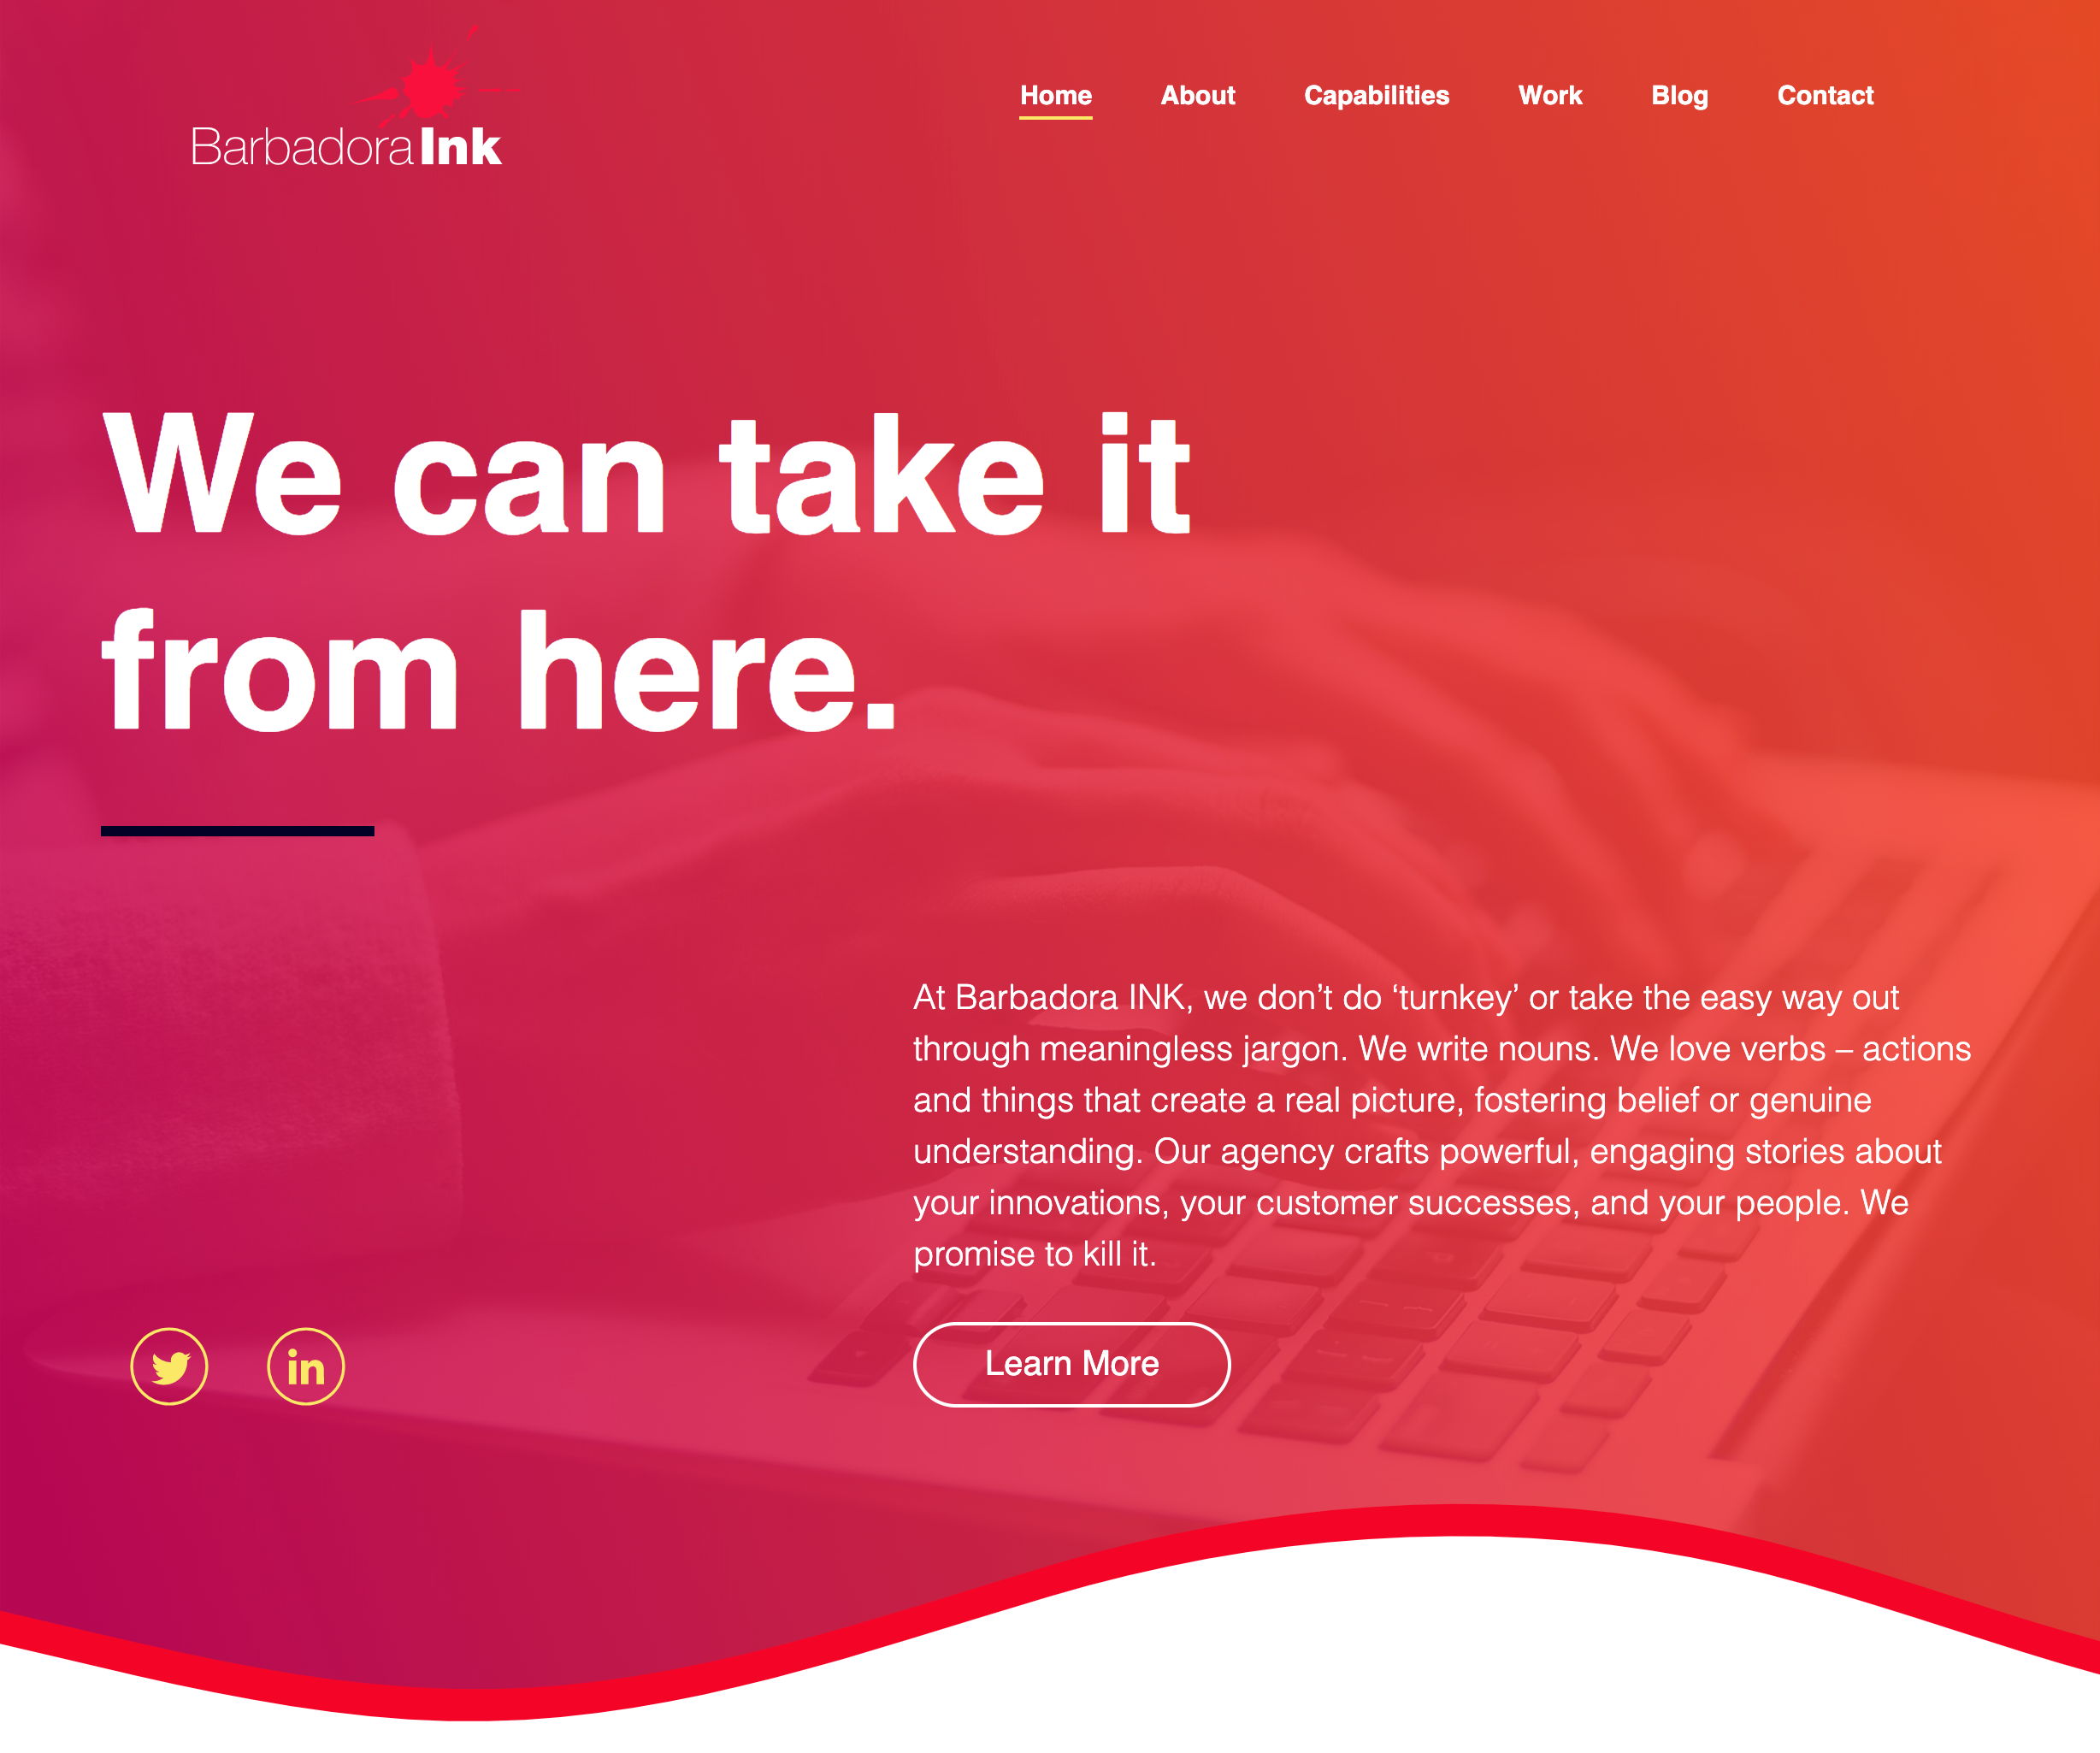 Barbadora Ink
Home About Capabilities Work Blog Contact
We can take it
from here.
At Barbadora INK, we don’t do ‘turnkey’ or take the easy way out
through meaningless jargon. We write nouns. We love verbs – actions
and things that create a real picture, fostering belief or genuine
understanding. Our agency crafts powerful, engaging stories about
your innovations, your customer successes, and your people. We
promise to kill it.
in
Learn More